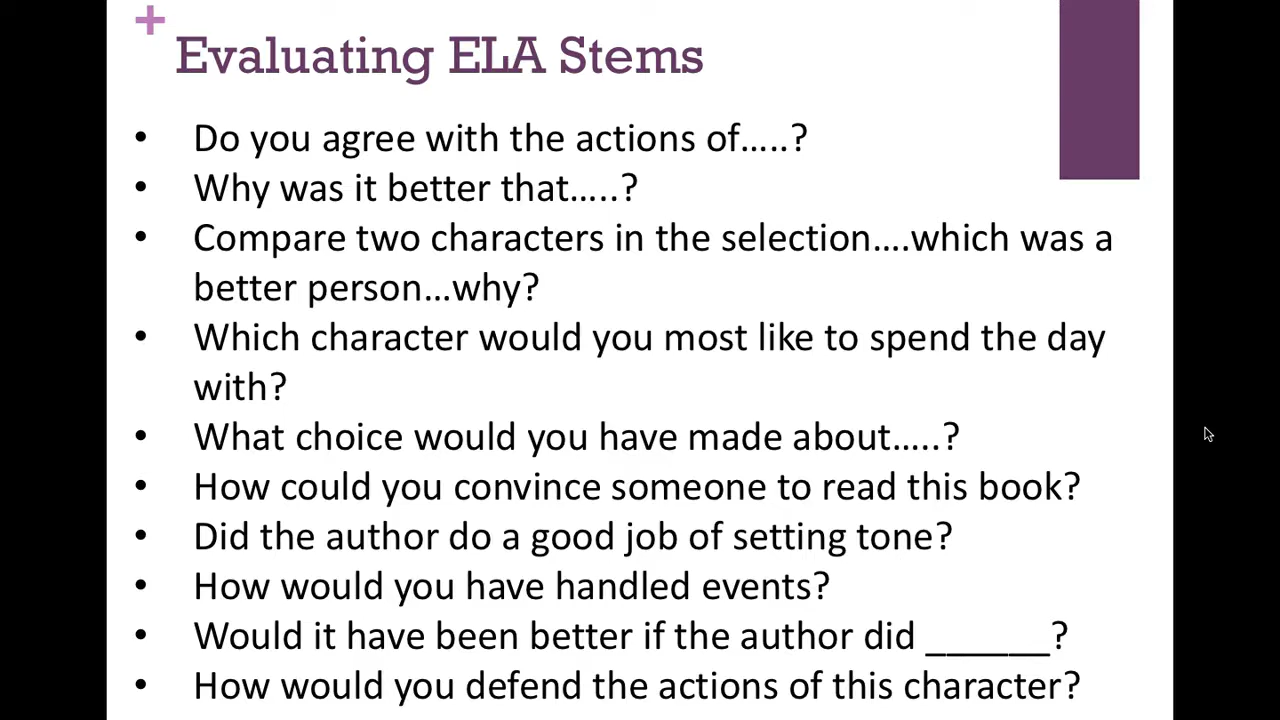 +
Evaluating ELA Stems
• Do you agree with the actions of…..?
• Why was it better that…..?
• Compare two characters in the selection….which was a
better person…why?
• Which character would you most like to spend the day
with?
• What choice would you have made about…..?
• How could you convince someone to read this book?
• Did the author do a good job of setting tone?
• How would you have handled events?
• Would it have been better if the author did ______?
• How would you defend the actions of this character?